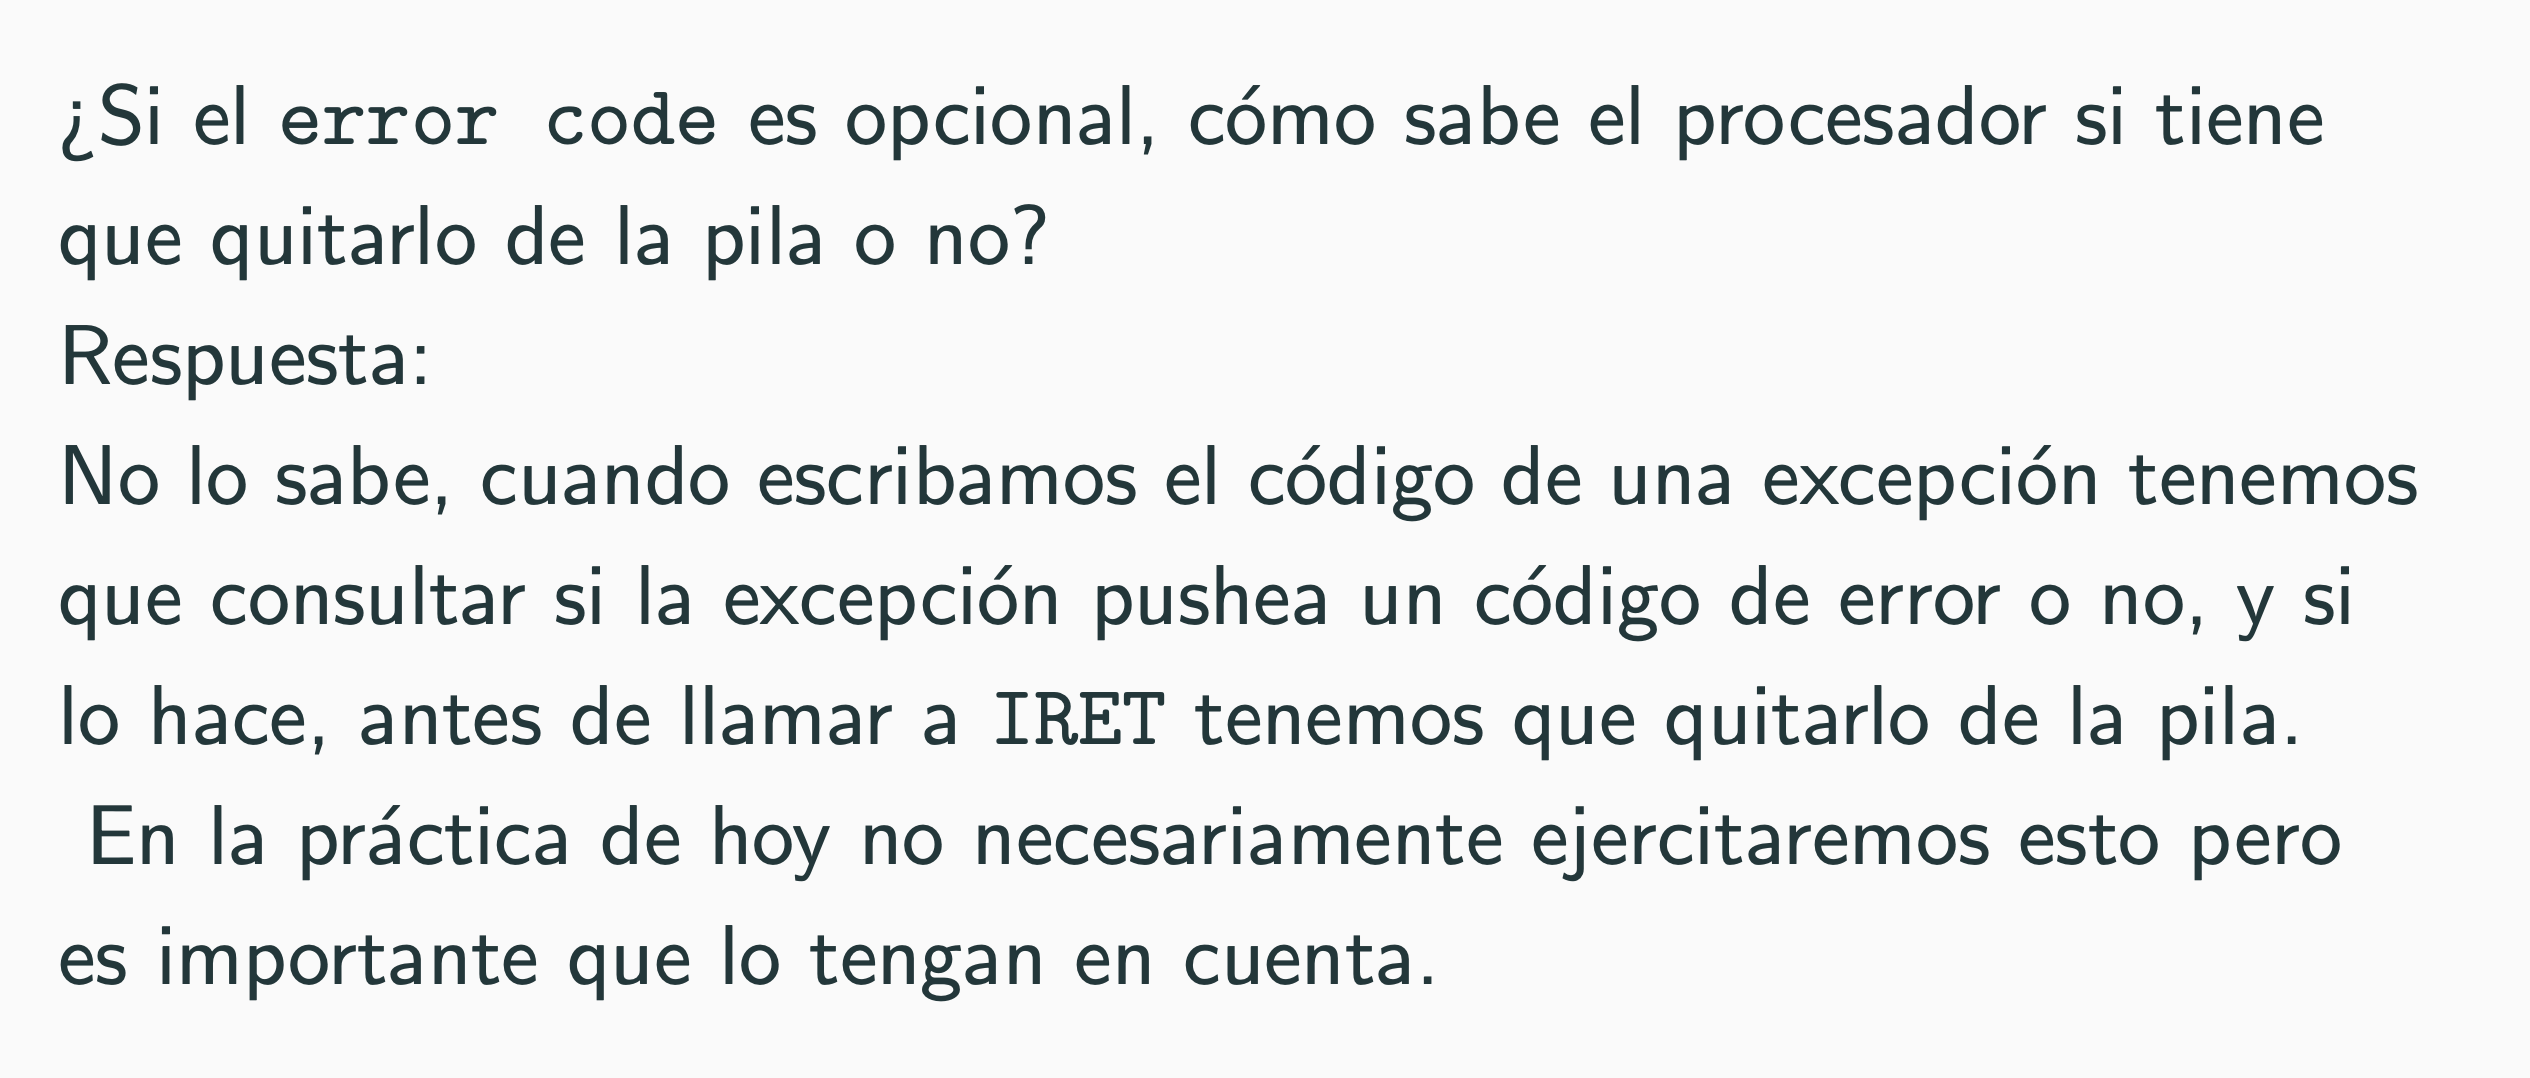 ¿Si el error code es opcional, cómo sabe el procesador si tiene
que quitarlo de la pila o no?
Respuesta:
No lo sabe, cuando escribamos el código de una excepción tenemos
que consultar si la excepción pushea un código de error o no, y si
lo hace, antes de llamar a IRET tenemos que quitarlo de la pila.
En la práctica de hoy no necesariamente ejercitaremos esto pero
es importante que lo tengan en cuenta.